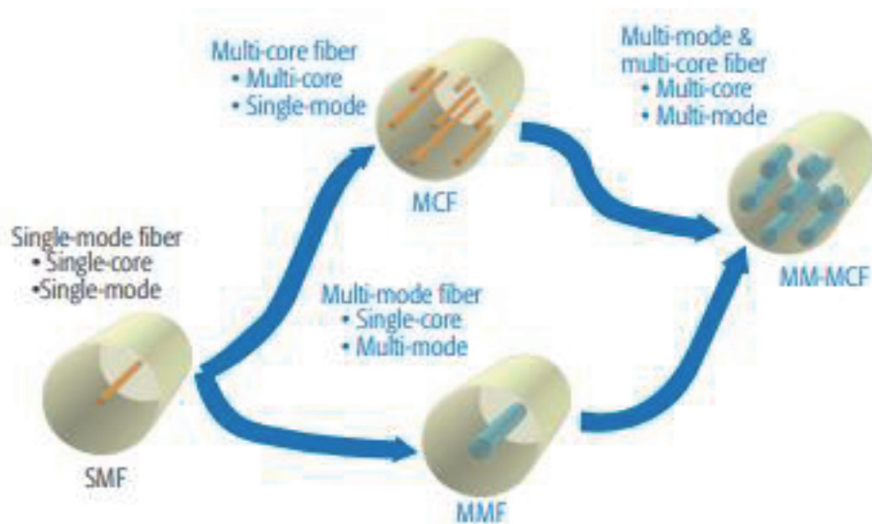 Multi-core fiber
• Multi-core
• Single-mode
MCF
Multi-mode &
multi-core fiber
• Multi-core
• Multi-mode
MM-MCF
Single-mode fiber
• Single-core
•Single-mode
SMF
Multi-mode fiber
• Single-core
• Multi-mode
MMF